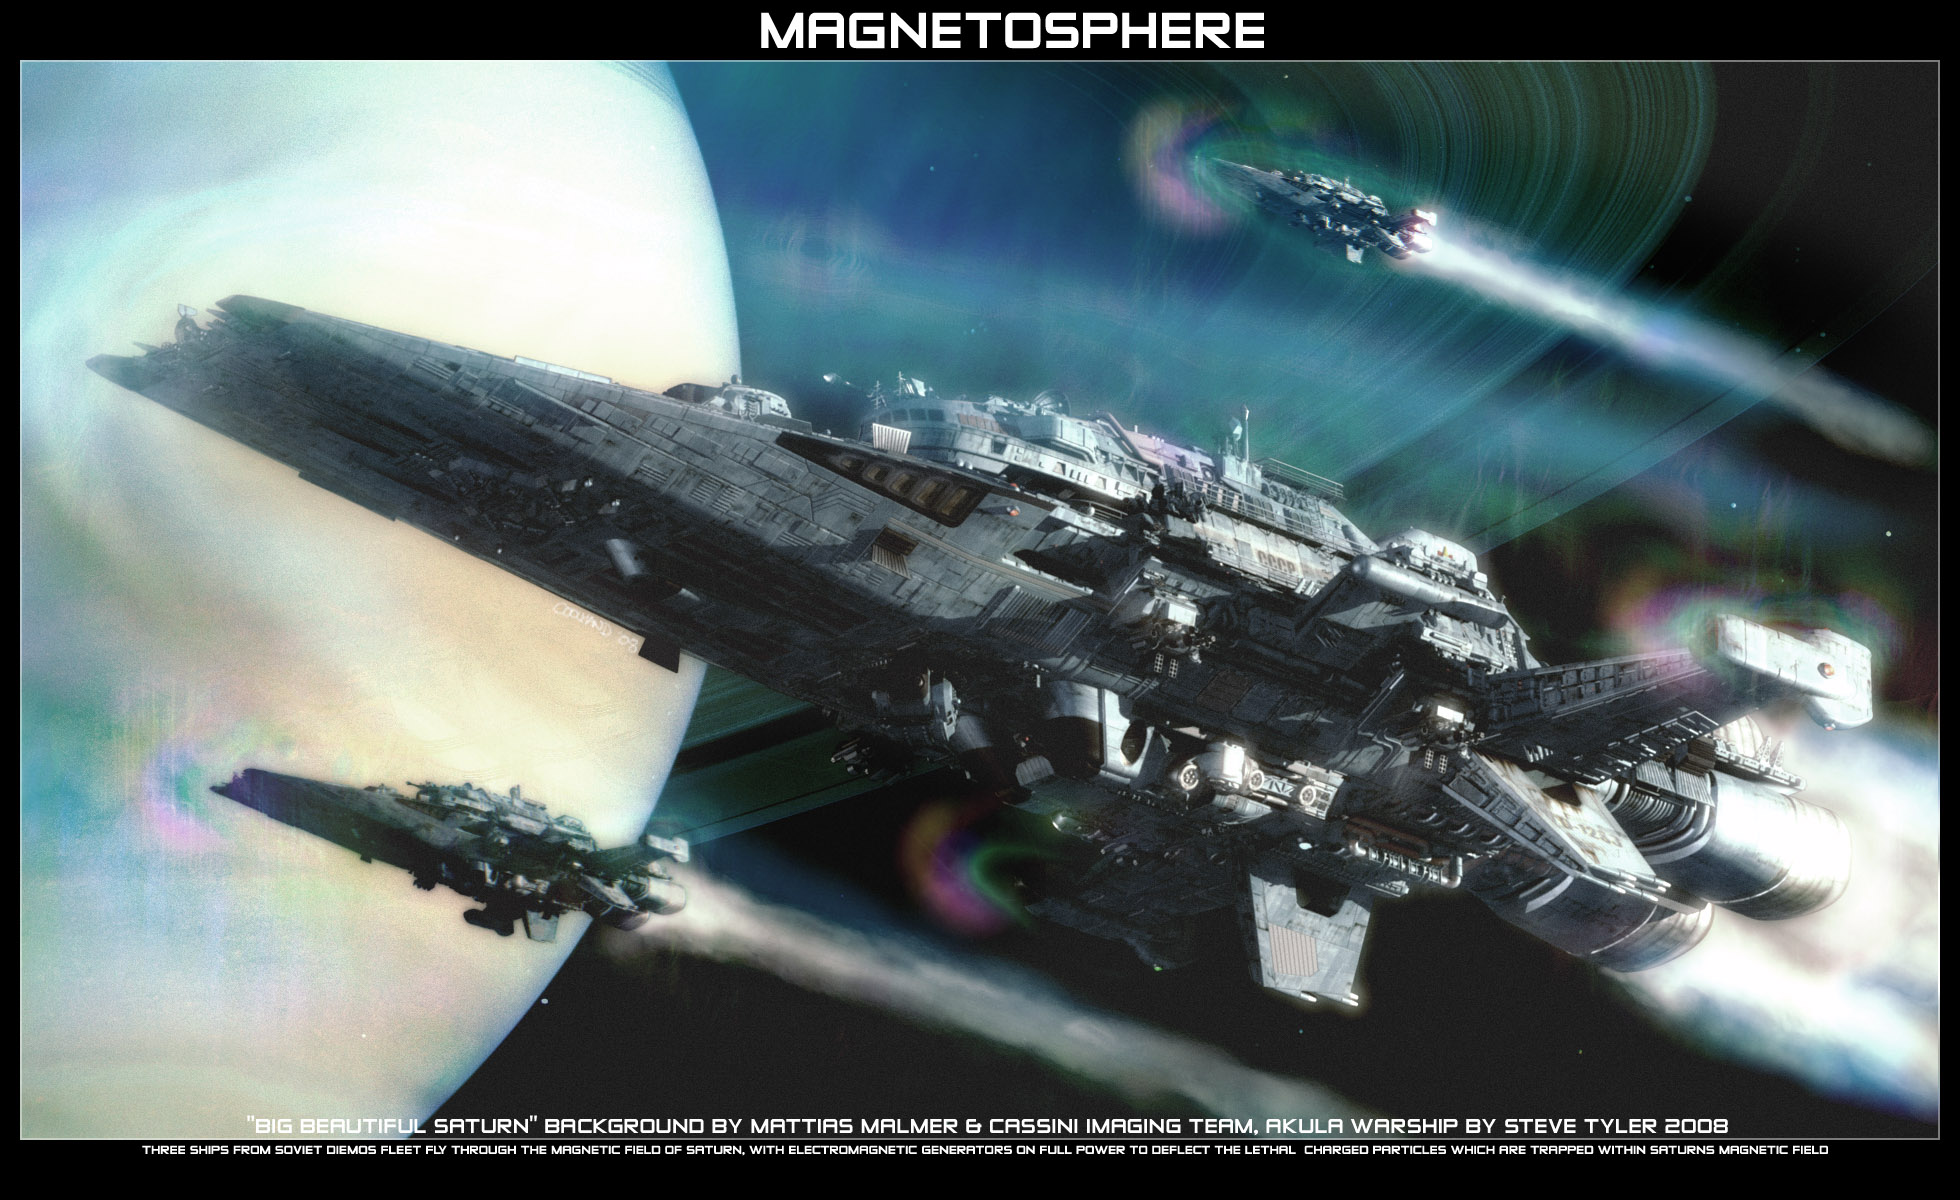 MAGNETOSPHERE
CCCP
"BIG BEAUTIFUL SATURN" BACKGROUND BY MATTIAS MALMER & CASSINI IMAGING TEAM, AKULA WARSHIP BY STEVE TYLER 2008
THREE SHIPS FROM SOVIET DIEMOS FLEET FLY THROUGH THE MAGNETIC FIELD OF SATURN, WITH ELECTROMAGNETIC GENERATORS ON FULL POWER TO DEFLECT THE LETHAL CHARGED PARTICLES WHICH ARE TRAPPED WITHIN SATURNS MAGNETIC FIELD